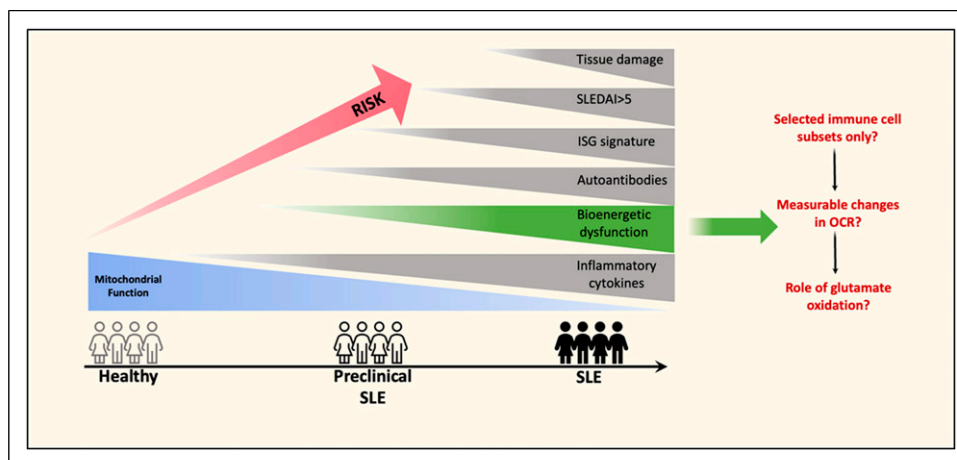 Tissue damage
SLEDAI>5
RISK
ISG signature
Autoantibodies
Bioenergetic
dysfunction
Inflammatory
cytokines
Mitochondrial
Function
Healthy
Preclinical
SLE
SLE
Selected immune cell
subsets only?
Measurable changes
in OCR?
Role of glutamate
oxidation?